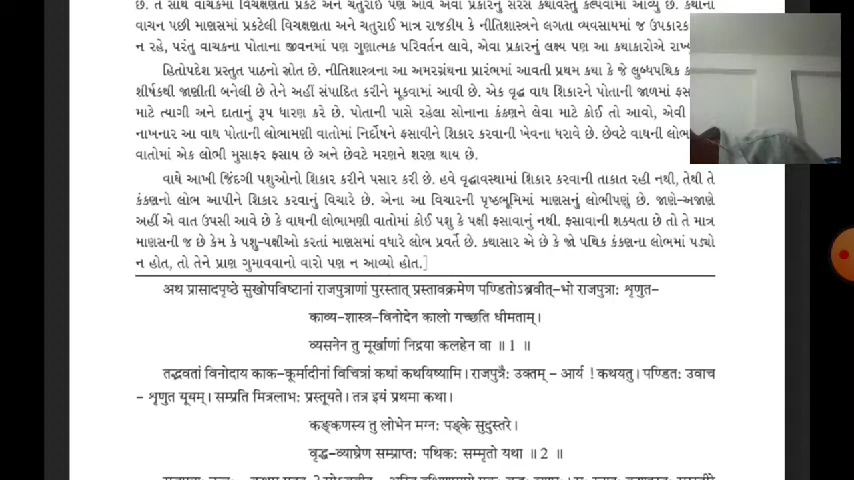 છે. તે સાથે વાચકમાં વિચક્ષણતા પ્રકટે અને ચતુરાઈ પણ આવે એવા પ્રકારનું સરસ કથાવસ્તુ કલ્પવામાં આવ્યું છે. કથાના
વાચન પછી માણસમાં પ્રકટેલી વિચક્ષણતા અને ચતુરાઈ માત્ર રાજકીય કે નીતિશાસ્ત્રને લગતા વ્યવસાયમાં જ ઉપકારક
ન રહે, પરંતુ વાચકના પોતાના જીવનમાં પણ ગુણાત્મક પરિવર્તન લાવે, એવા પ્રકારનું લક્ષ્ય પણ આ કથાકારોએ
હિતોપદેશ પ્રસ્તુત પાઠનો સ્રોત છે. નીતિશાસ્ત્રના આ અમરગ્રંથના પ્રારંભમાં આવતી પ્રથમ કથા કે જે લુબ્ધપથિક
શીર્ષકથી જાણીતી બનેલી છે તેને અહીં સંપાદિત કરીને મૂકવામાં આવી છે. એક વૃદ્ધ વાઘ શિકારને પોતાની જાળમાં
માટે ત્યાગી અને દાતાનું રૂપ ધારણ કરે છે. પોતાની પાસે રહેલા સોનાના કંકણને લેવા માટે કોઈ તો આવો, એવી
નાખનાર આ વાઘ પોતાની લોભામણી વાતોમાં નિર્દોષને ફસાવીને શિકાર કરવાની ખેવના ધરાવે છે. છેવટે વાઘની
વાતોમાં એક લોભી મુસાફર ફસાય છે અને છેવટે મરણને શરણ થાય છે.
વાઘે આખી જિંદગી પશુઓનો શિકાર કરીને પસાર કરી છે. હવે વૃદ્ધાવસ્થામાં શિકાર કરવાની તાકાત રહી નથી, તેથી તે
કંકણનો લોભ આપીને શિકાર કરવાનું વિચારે છે. એના આ વિચારની પૃષ્ઠભૂમિમાં માણસનું લોભીપણું છે. જાણે-અજાણે
અહીં એ વાત ઉપસી આવે છે કે વાઘની લોભામણી વાતોમાં કોઈ પશુ કે પક્ષી ફસાવાનું નથી. ફસાવાની શક્યતા છે તો તે માત્ર
માણસની જ છે કેમ કે પશુ-પક્ષીઓ કરતાં માણસમાં વધારે લોભ પ્રવર્તે છે. કથાસાર એ છે કે જો પથિક કંકણના લોભમાં પડ્યો
ન હોત, તો તેને પ્રાણ ગુમાવવાનો વારો પણ ન આવ્યો હોત.]
अथ प्रासादपृष्ठे सुखोपविष्टानां राजपुत्राणां पुरस्तात् प्रस्तावक्रमेण पण्डितोऽब्रवीत्-भो राजपुत्राः शृणुत-
काव्य-शास्त्र-विनोदेन कालो गच्छति धीमताम्।
व्यसनेन तु मूर्खाणां निद्रया कलहेन वा ॥ 1 ॥
तद्भवतां विनोदाय काक-कूर्मादीनां विचित्रां कथां कथयिष्यामि। राजपुत्रैः उक्तम् - आर्य ! कथयतु। पण्डितः उवाच
- शृणुत यूयम्। सम्प्रति मित्रलाभः प्रस्तूयते। तत्र इयं प्रथमा कथा।
कङ्कणस्य तु लोभेन मग्नः पङ्के सुदुस्तरे।
वृद्ध-व्याघ्रेण सम्प्राप्तः पथिकः सम्मृतो यथा ॥ 2 ॥